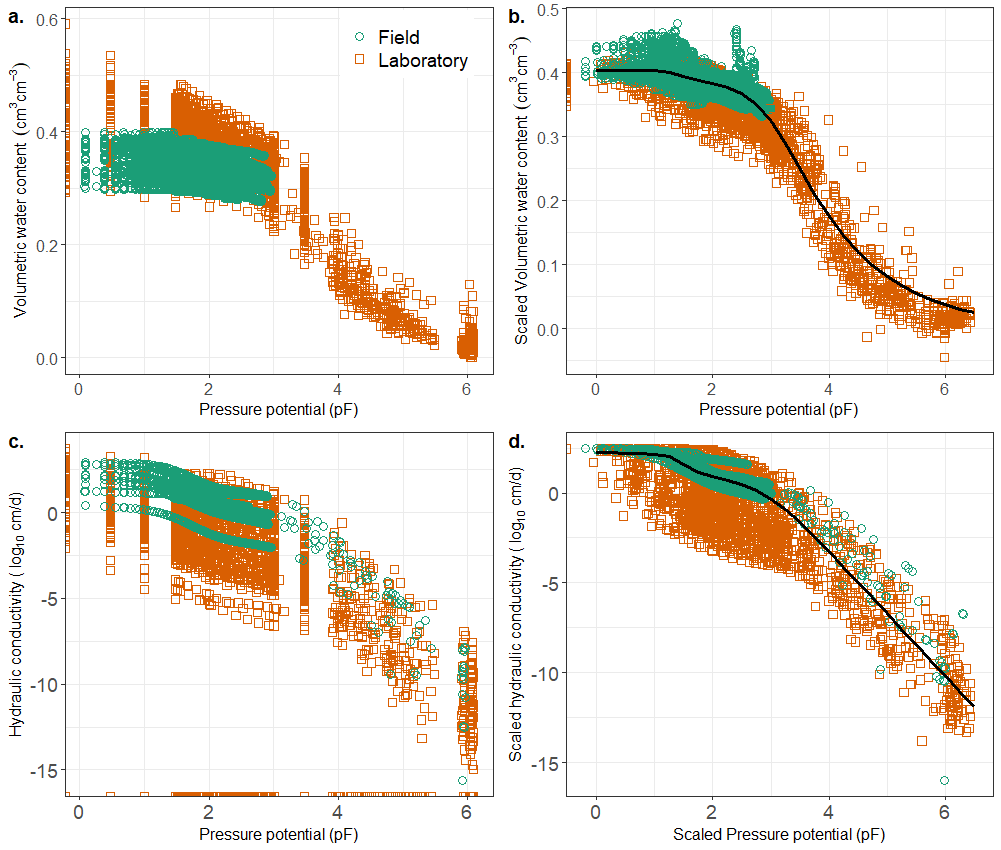 a.
0.6
0.4
0.2
0.0
Volumetric water content (cm³cm⁻³)
Field
Laboratory
0 2 4 6
Pressure potential (pF)
b.
0.5
0.4
0.3
0.2
0.1
0.0
Scaled Volumetric water content (cm³cm⁻³)
0 2 4 6
Pressure potential (pF)
c.
0
-5
-10
-15
Hydraulic conductivity ( log₁₀ cm/d)
0 2 4 6
Pressure potential (pF)
d.
0
-5
-10
-15
Scaled hydraulic conductivity ( log₁₀ cm/d)
0 2 4 6
Scaled Pressure potential (pF)